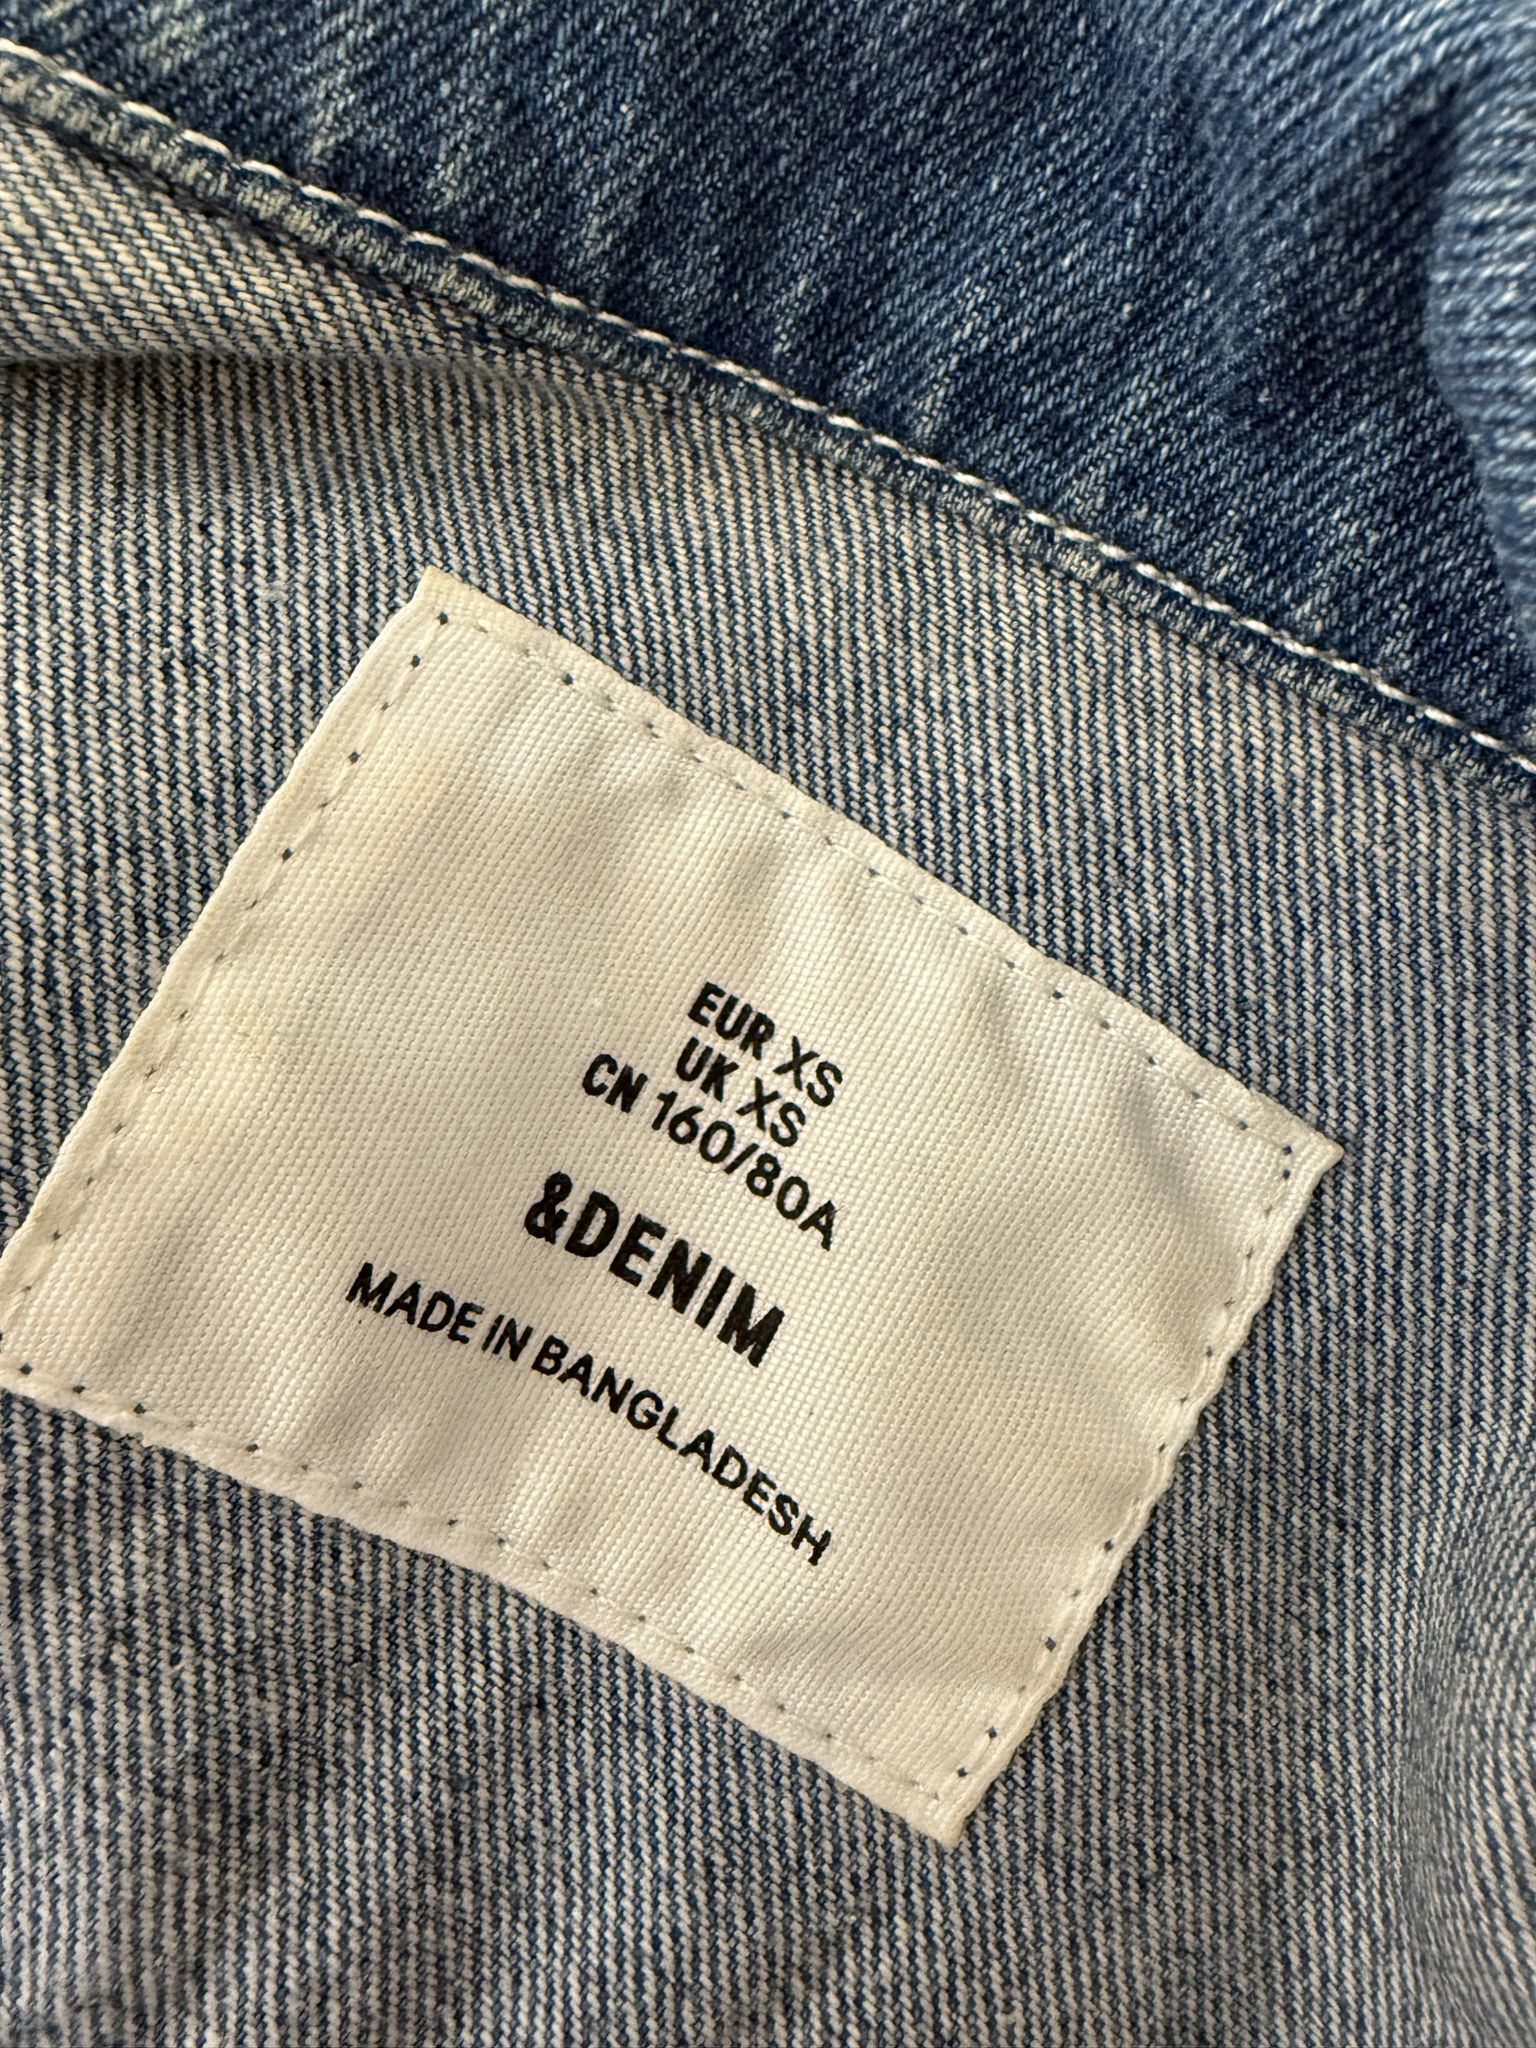 EUR XS
UK XS
CN 160/80A
&DENIM
MADE IN BANGLADESH